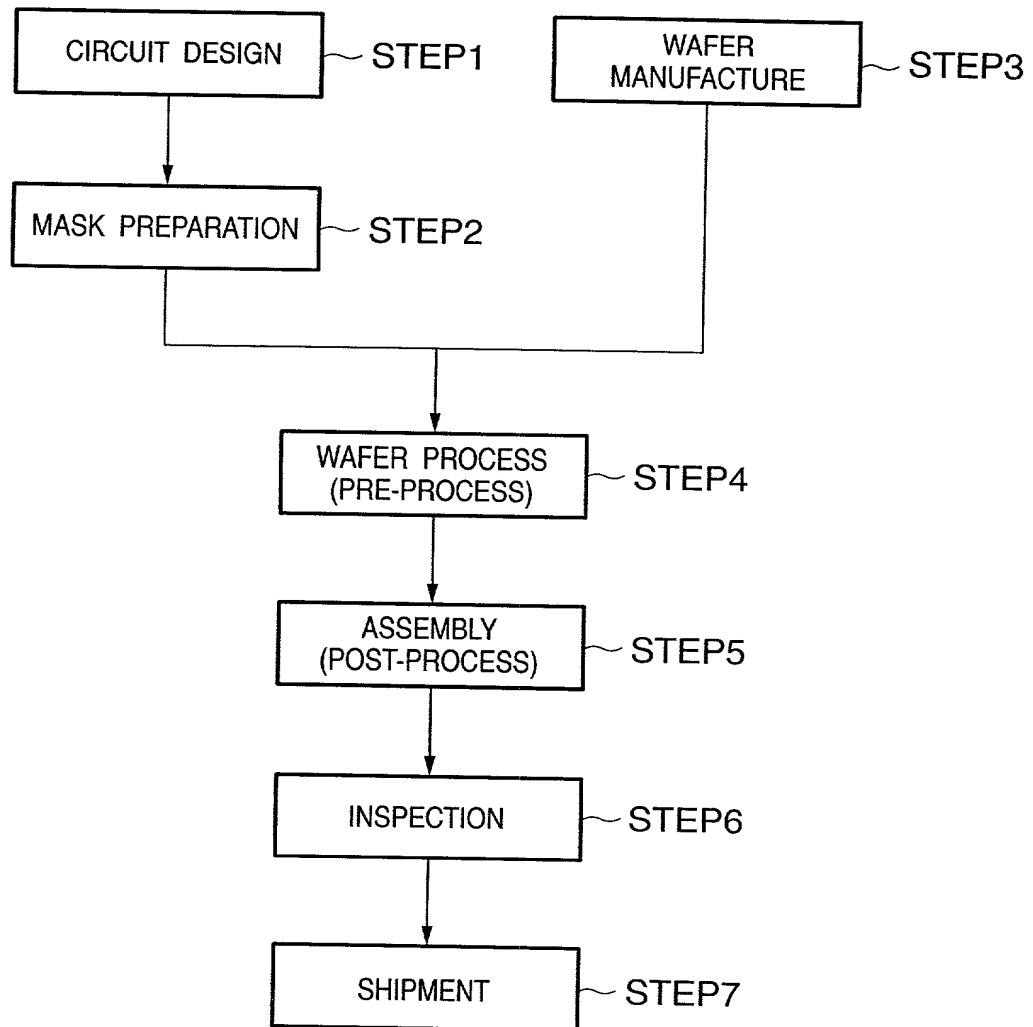 CIRCUIT DESIGN
STEP1
WAFER
MANUFACTURE
STEP3
MASK PREPARATION
STEP2
WAFER PROCESS
(PRE-PROCESS)
STEP4
ASSEMBLY
(POST-PROCESS)
STEP5
INSPECTION
STEP6
SHIPMENT
STEP7